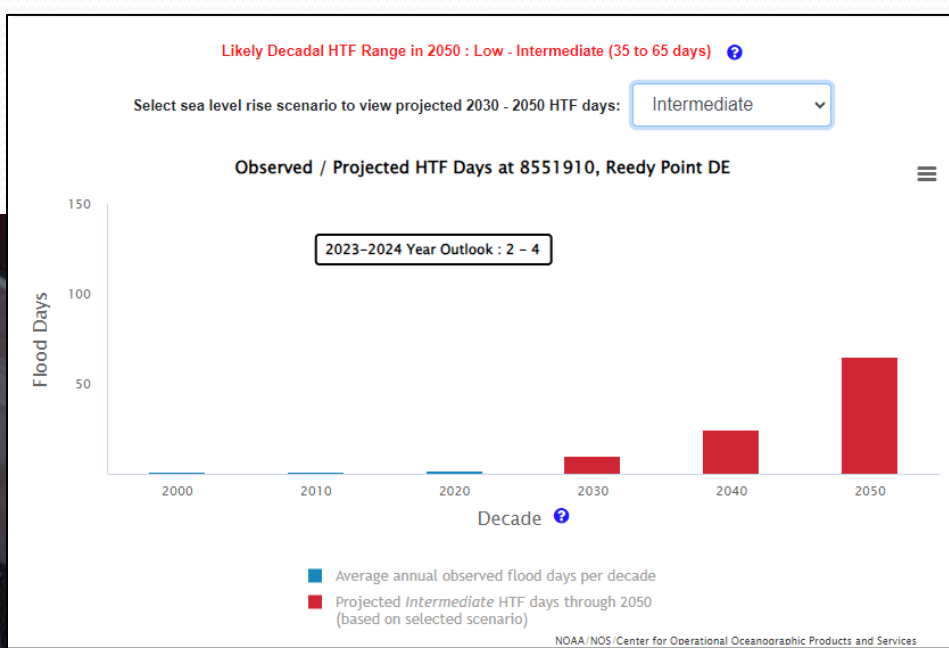 Likely Decadal HTF Range in 2050 : Low - Intermediate (35 to 65 days) ?
Select sea level rise scenario to view projected 2030 - 2050 HTF days: Intermediate
Observed / Projected HTF Days at 8551910, Reedy Point DE
150
2023-2024 Year Outlook : 2 - 4
100
Flood Days
50
2000 2010 2020 2030 2040 2050
Decade ?
Average annual observed flood days per decade
Projected Intermediate HTF days through 2050
(based on selected scenario)
NOAA/NOS/Center for Operational Oceanographic Products and Services